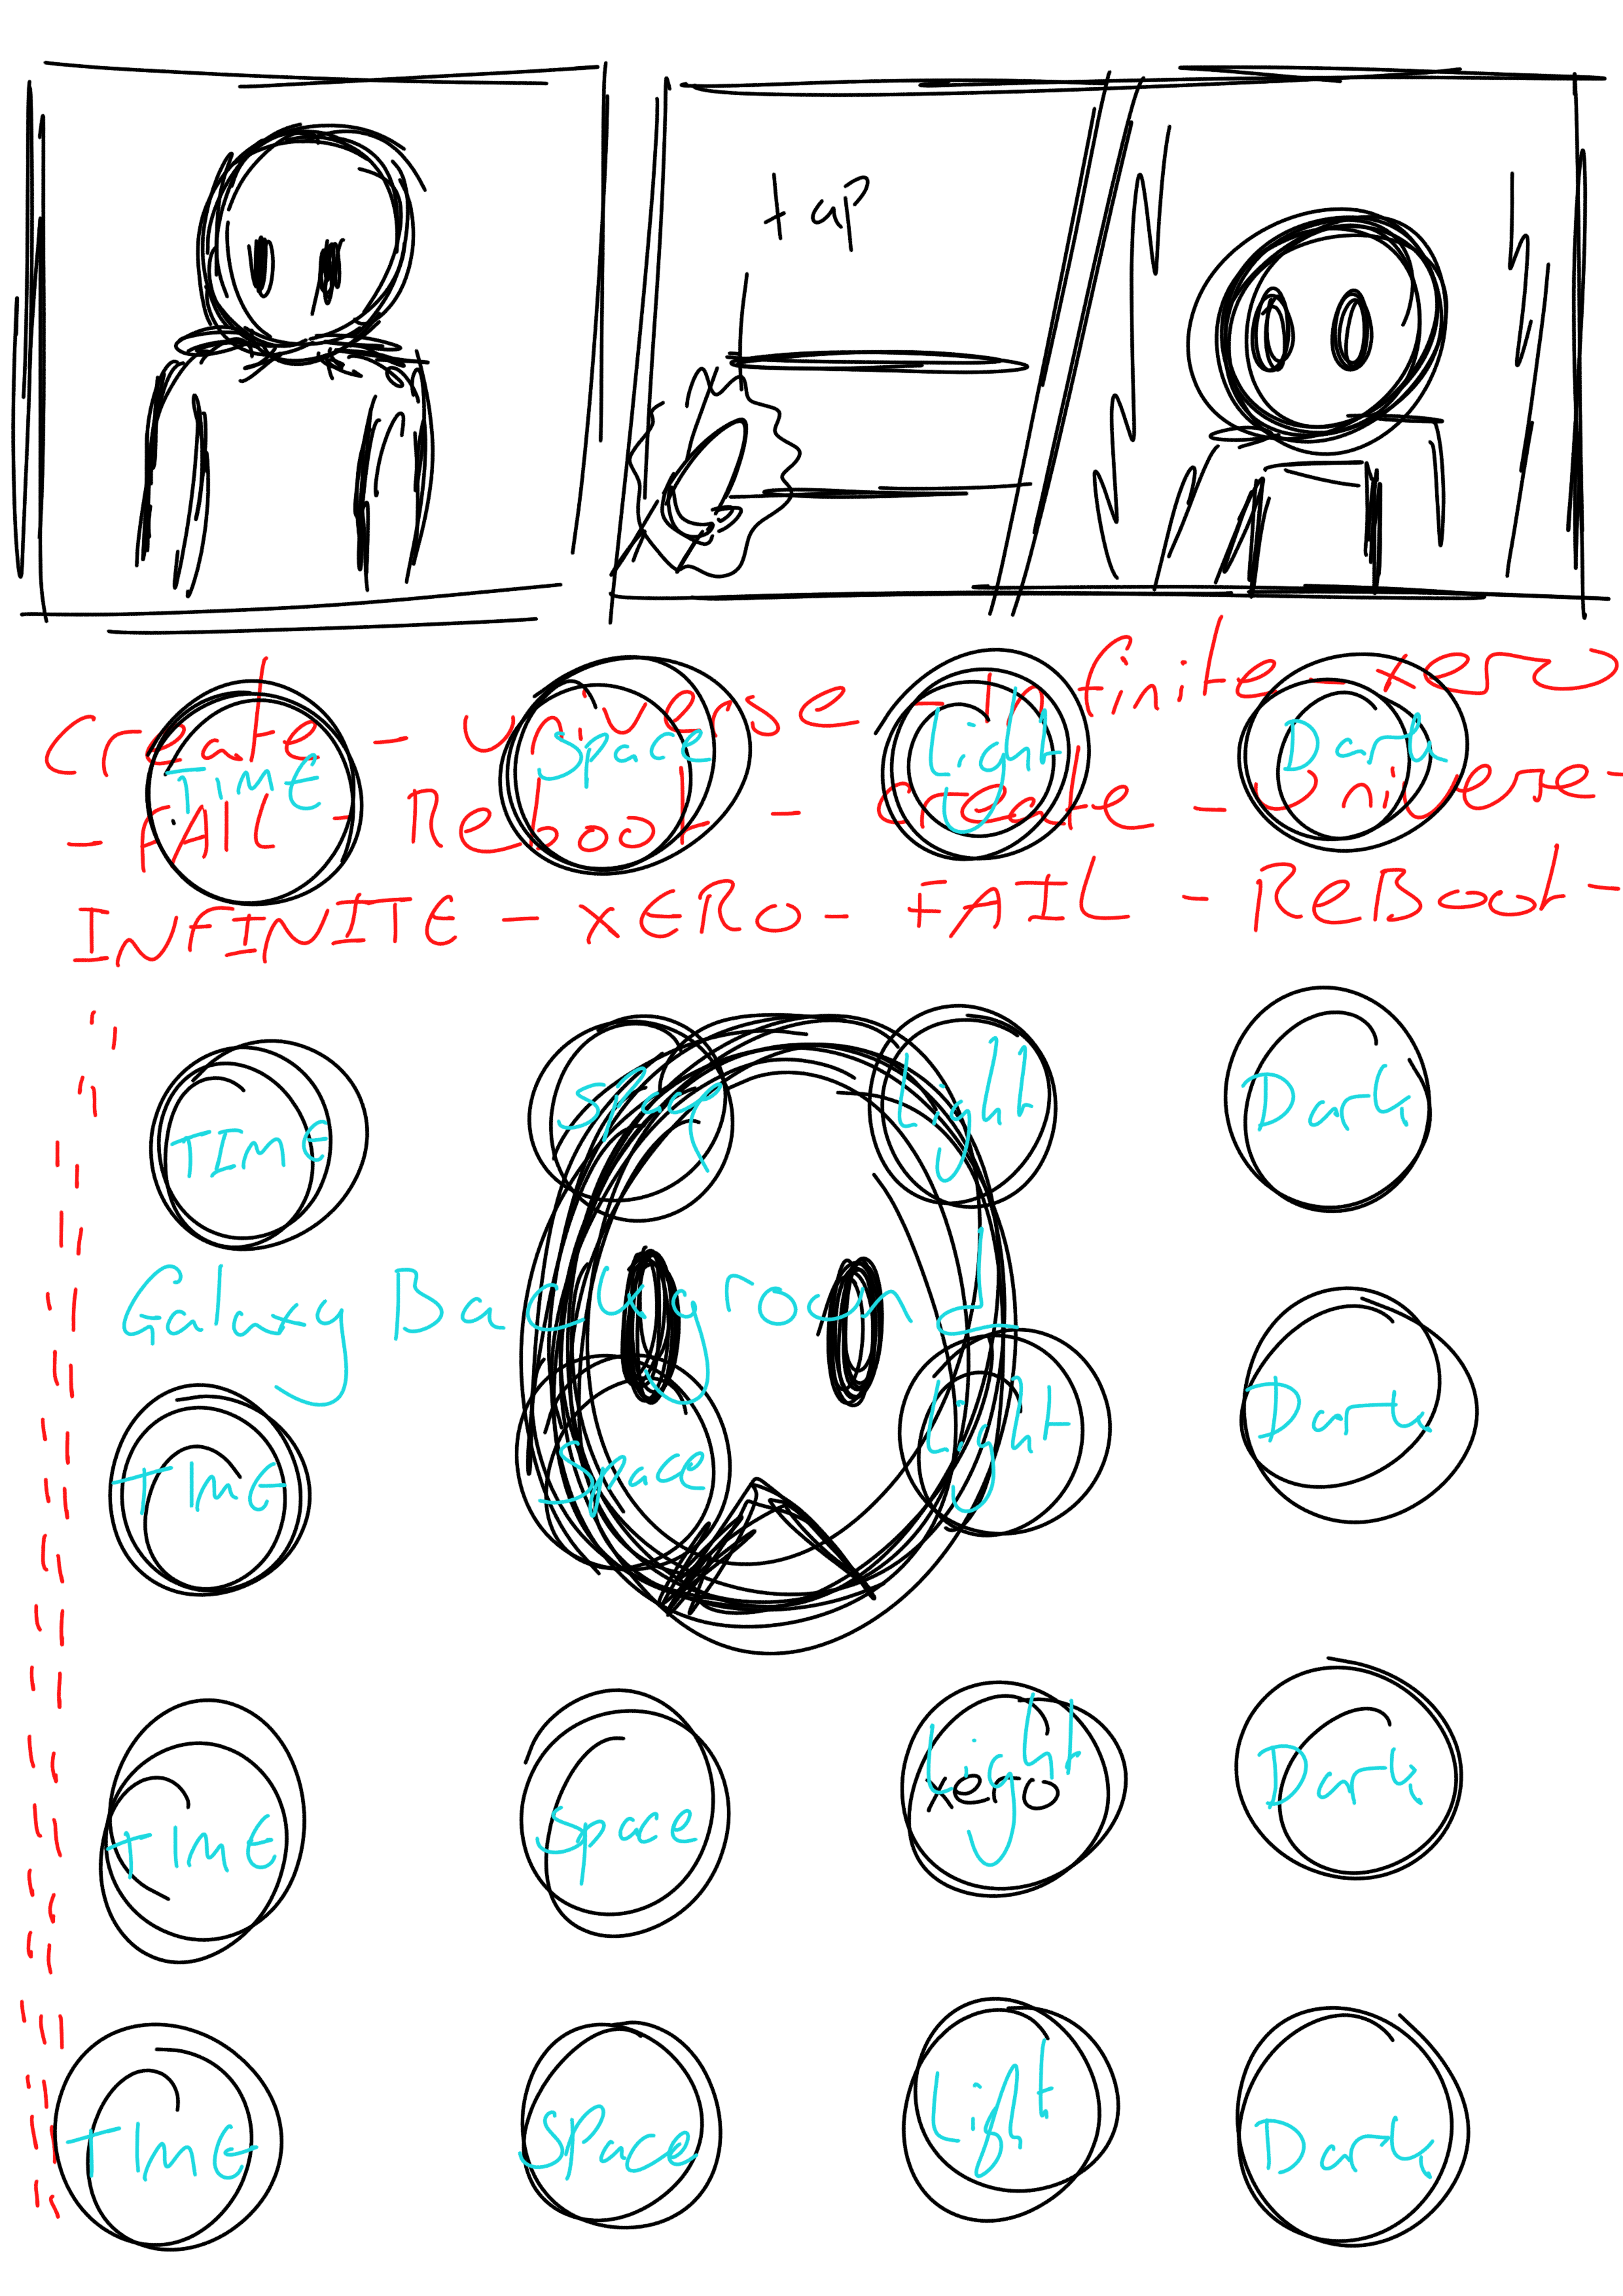 tap
Create - Universe - Infinite - xero
- fAIL - Reboot - Create - Universe -
INFINITE - xERO - FAIL - ReBoot -
TIME Space Light Dark
TIME Space Light Dark
Galaxy Background
TIME Space Light Dark
TIME Space Light Dark
xero
TIME Space Light Dark